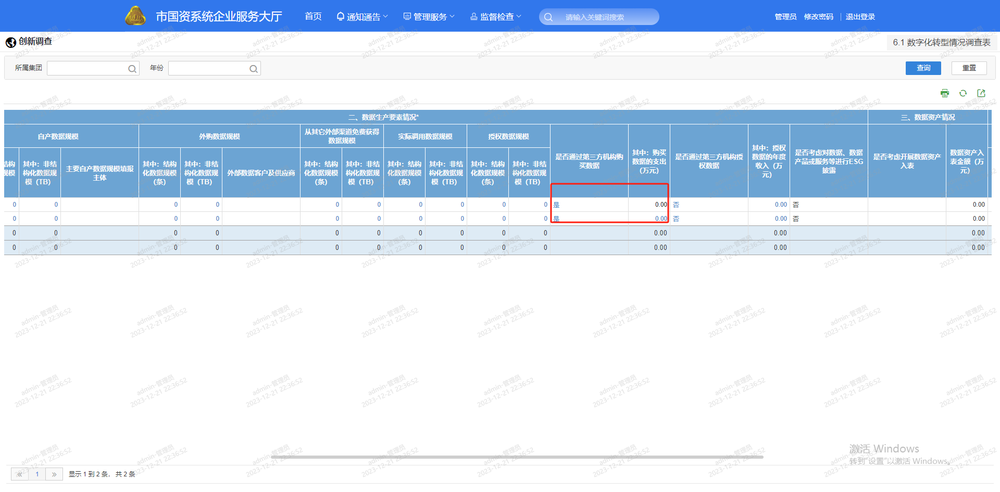 市国资系统企业服务大厅
首页
通知通告
管理服务
监督检查
请输入关键词搜索
管理员
修改密码
退出登录
创新调查
6.1 数字化转型情况调查表
所属集团
年份
查询
重置
二、数据生产要素情况*
三、数据资产情况
自产数据规模
外购数据规模
从其它外部渠道免费获得
数据规模
实际调用数据规模
授权数据规模
是否通过第三方机构购
买数据
其中：购买
数据的支出
(万元)
是否通过第三方机构授
权数据
其中：授权
数据的年度
收入（万
元）
是否考虑对数据、数据
产品或服务等进行ESG
披露
是否考虑开展数据资产
入表
数据资产入
表金额（万
元）
结构
规模
其中：非结
构化数据规
模（TB）
主要自产数据规模填报
主体
其中：结构
化数据规模
(条)
其中：非结
构化数据规
模（TB）
外部数据客户及供应商
其中：结构
化数据规模
(条)
其中：非结
构化数据规
模（TB）
其中：结构
化数据规模
(条)
其中：非结
构化数据规
模（TB）
其中：结构
化数据规模
(条)
其中：非结
构化数据规
模（TB）
0 0 0 0 0 0 0 0 0 0 是 0.00 否 0.00 否 0.00
0 0 0 0 0 0 0 0 0 0 是 0.00 否 0.00 否 0.00
0 0 0 0 0 0 0 0 0 0 0.00 0.00 0.00
0 0 0 0 0 0 0 0 0 0 0.00 0.00 0.00
admin-管理员
2023-12-21 22:36:52
激活 Windows
转到"设置"以激活 Windows。
« 1 » 显示 1 到 2 条， 共 2 条